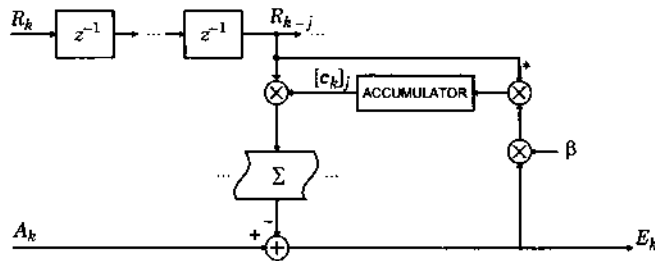 R_k z⁻¹ ... z⁻¹ R_{k-j} ...
*
[c_k]_j ACCUMULATOR
β
... Σ ...
+ -
A_k + E_k